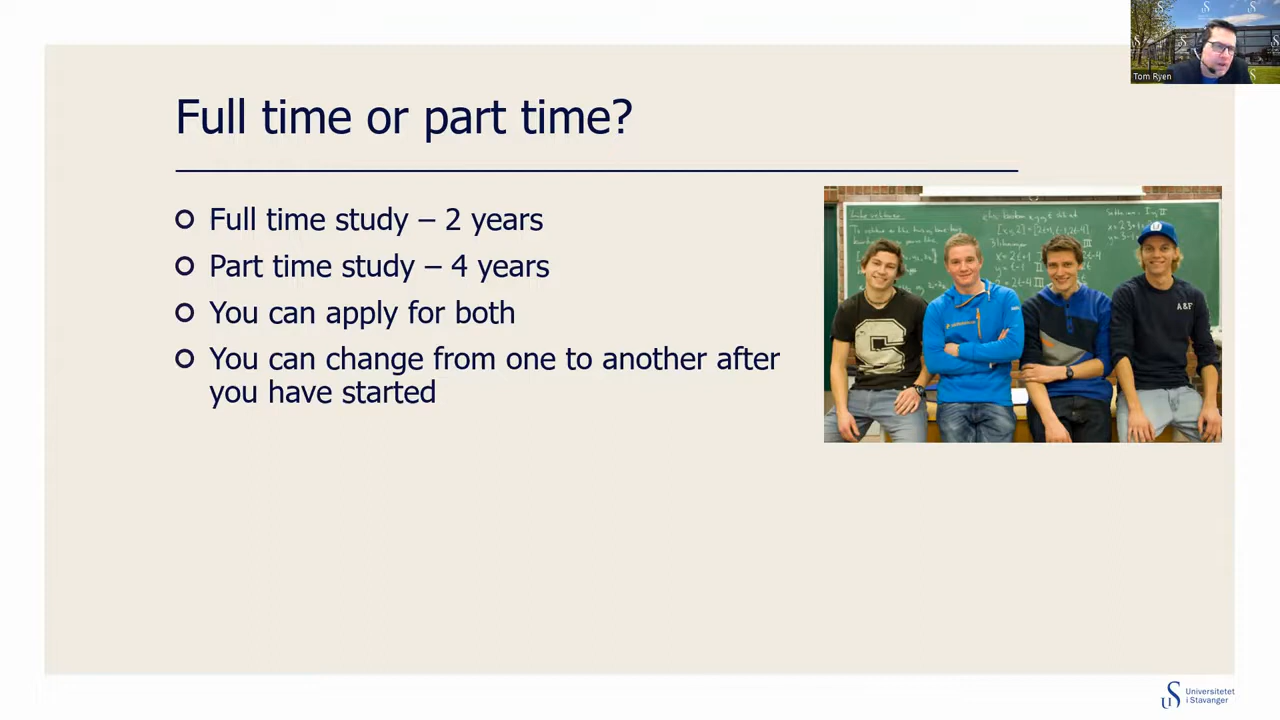 Tom Ryen
Full time or part time?
Full time study – 2 years
Part time study – 4 years
You can apply for both
You can change from one to another after
you have started
A&F
Universitetet
i Stavanger